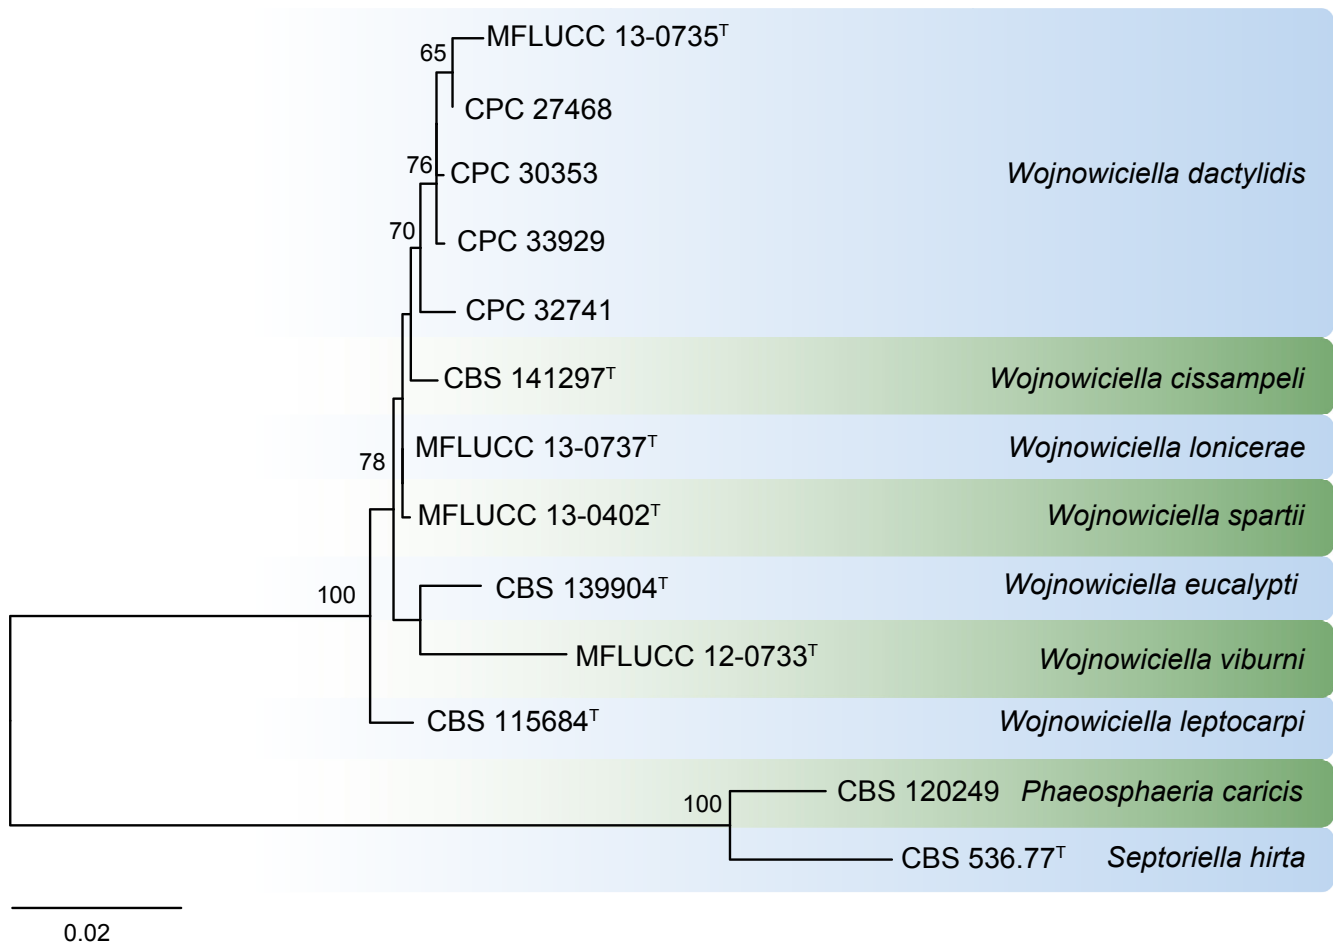 MFLUCC 13-0735ᵀ
65
CPC 27468
76
CPC 30353
Wojnowiciella dactylidis
70
CPC 33929
CPC 32741
CBS 141297ᵀ Wojnowiciella cissampeli
MFLUCC 13-0737ᵀ Wojnowiciella lonicerae
78
MFLUCC 13-0402ᵀ Wojnowiciella spartii
CBS 139904ᵀ Wojnowiciella eucalypti
100
MFLUCC 12-0733ᵀ Wojnowiciella viburni
CBS 115684ᵀ Wojnowiciella leptocarpi
CBS 120249 Phaeosphaeria caricis
100
CBS 536.77ᵀ Septoriella hirta
0.02